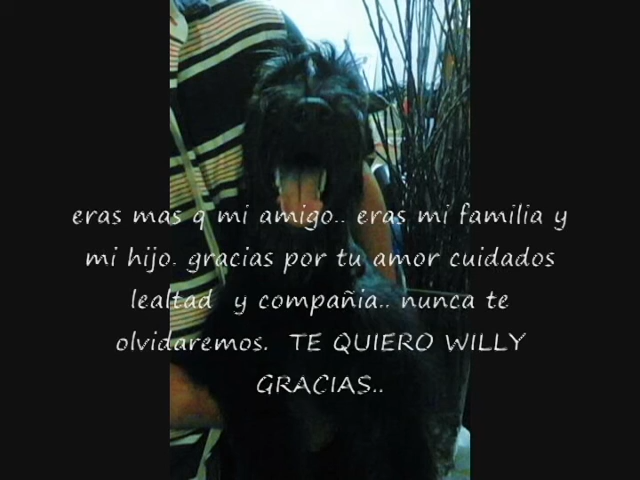 eras mas q mi amigo.. eras mi familia y
mi hijo. gracias por tu amor cuidados
lealtad y compañia.. nunca te
olvidaremos. TE QUIERO WILLY
GRACIAS..